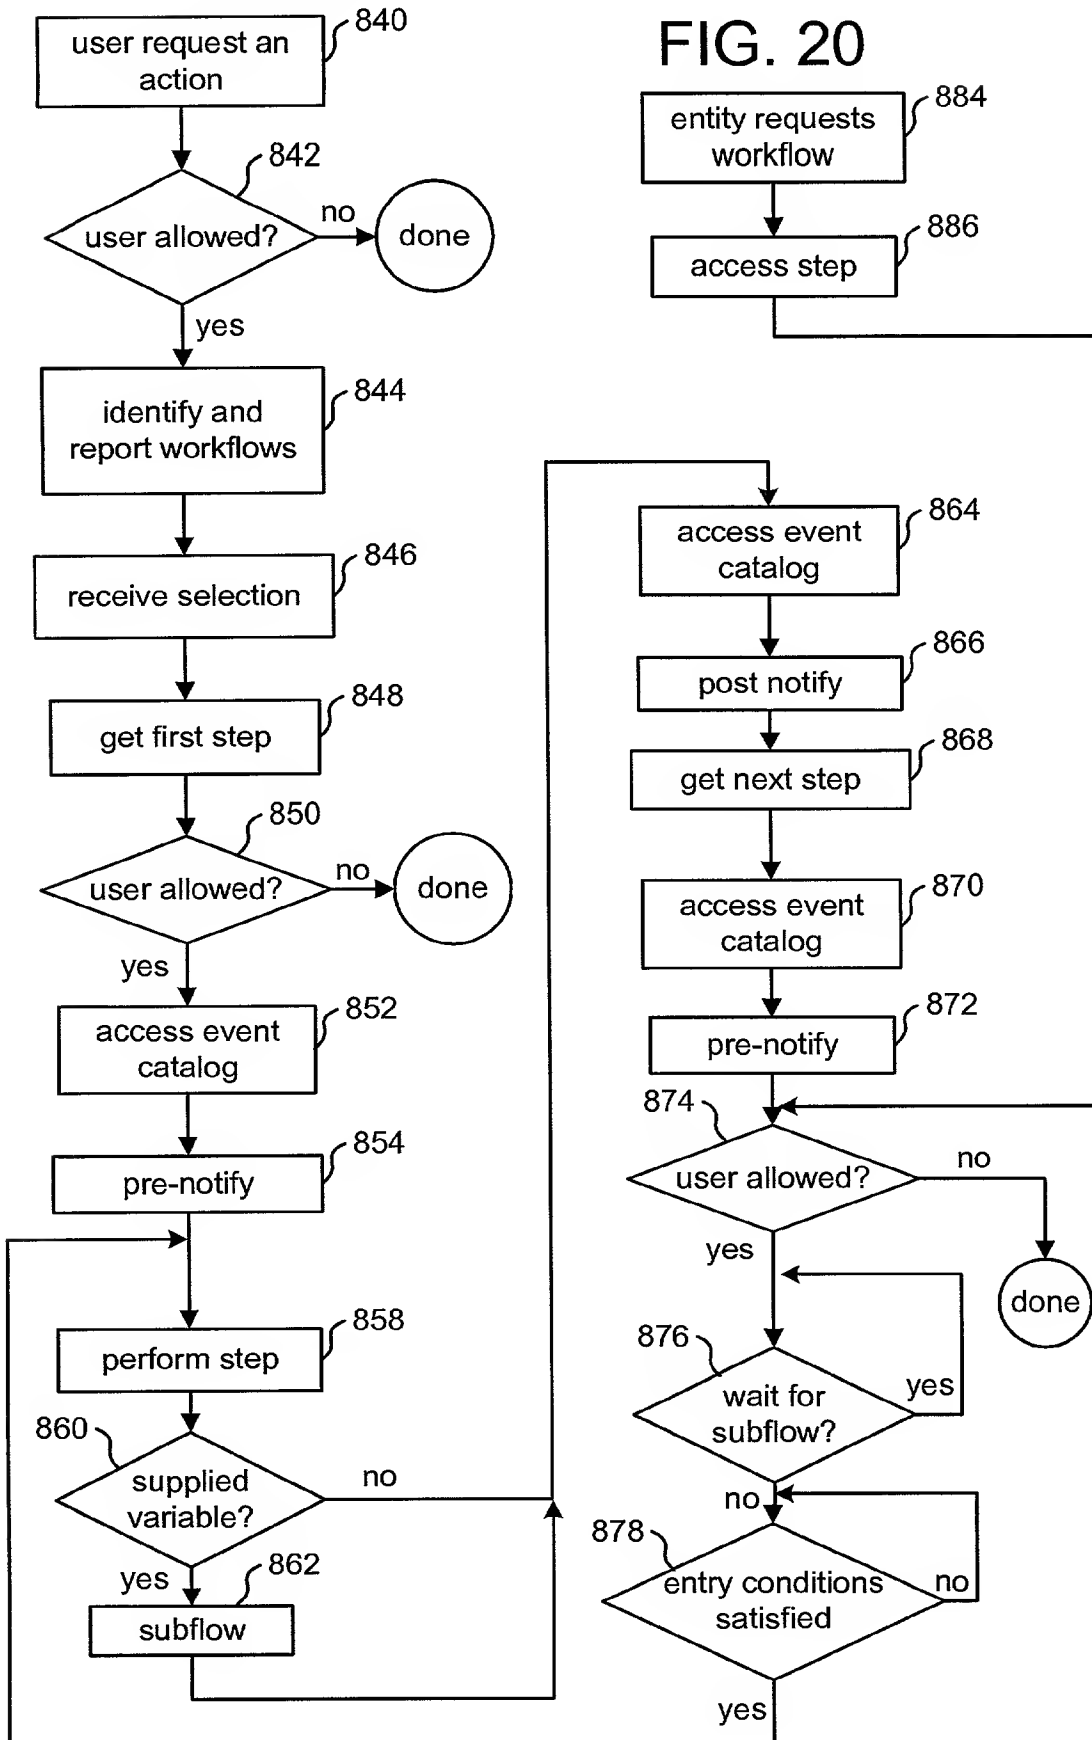 840
user request an
action
842
user allowed?
no
done
yes
844
identify and
report workflows
846
receive selection
848
get first step
850
user allowed?
no
done
yes
852
access event
catalog
854
pre-notify
858
perform step
860
supplied
variable?
no
yes
862
subflow
FIG. 20
884
entity requests
workflow
886
access step
864
access event
catalog
866
post notify
868
get next step
870
access event
catalog
872
pre-notify
874
user allowed?
no
done
yes
876
wait for
subflow?
yes
no
878
entry conditions
satisfied
no
yes